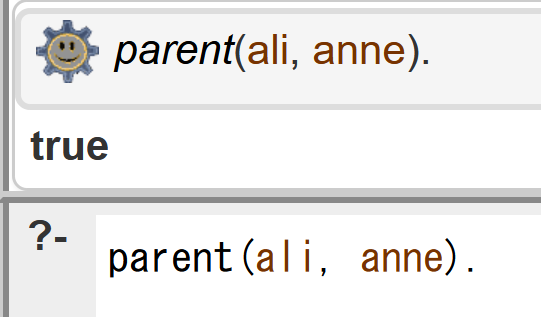 parent(ali, anne).
true
?- parent(ali, anne).